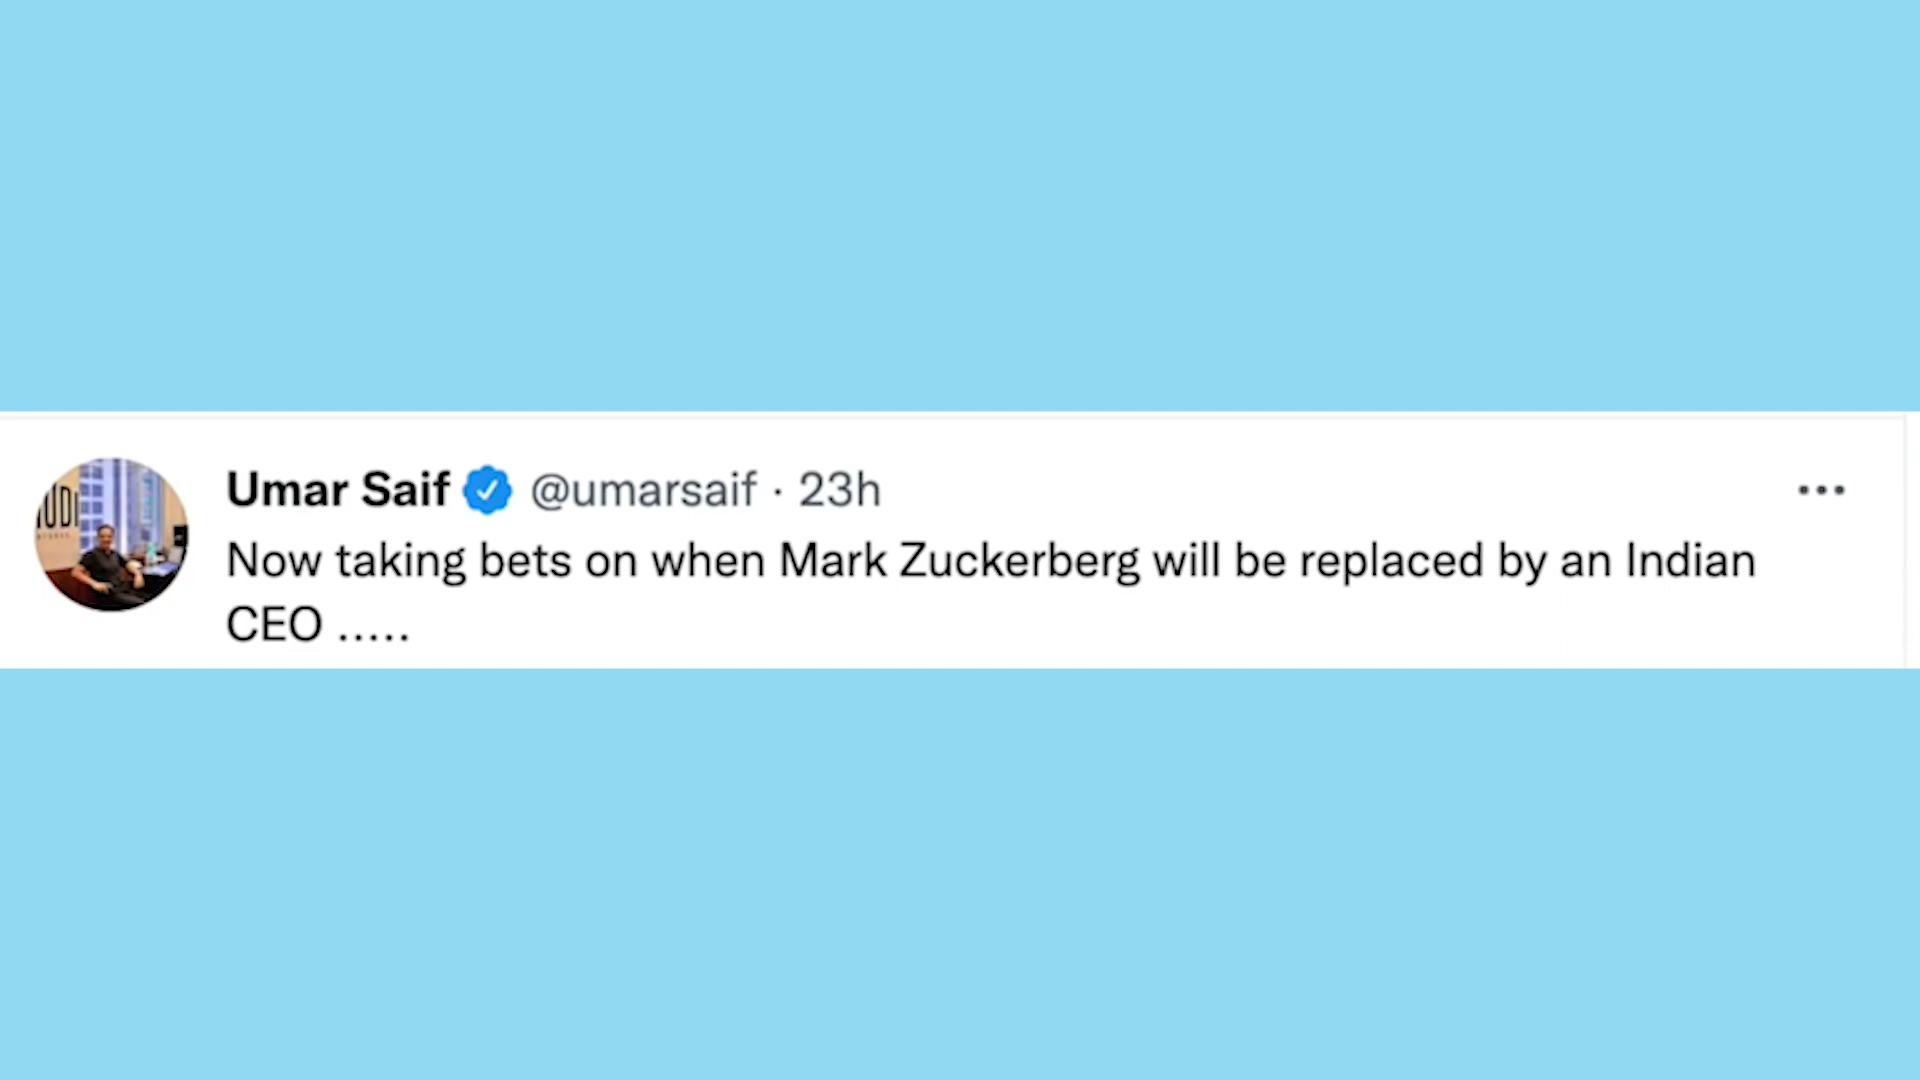 Umar Saif @umarsaif · 23h
Now taking bets on when Mark Zuckerberg will be replaced by an Indian
CEO .....